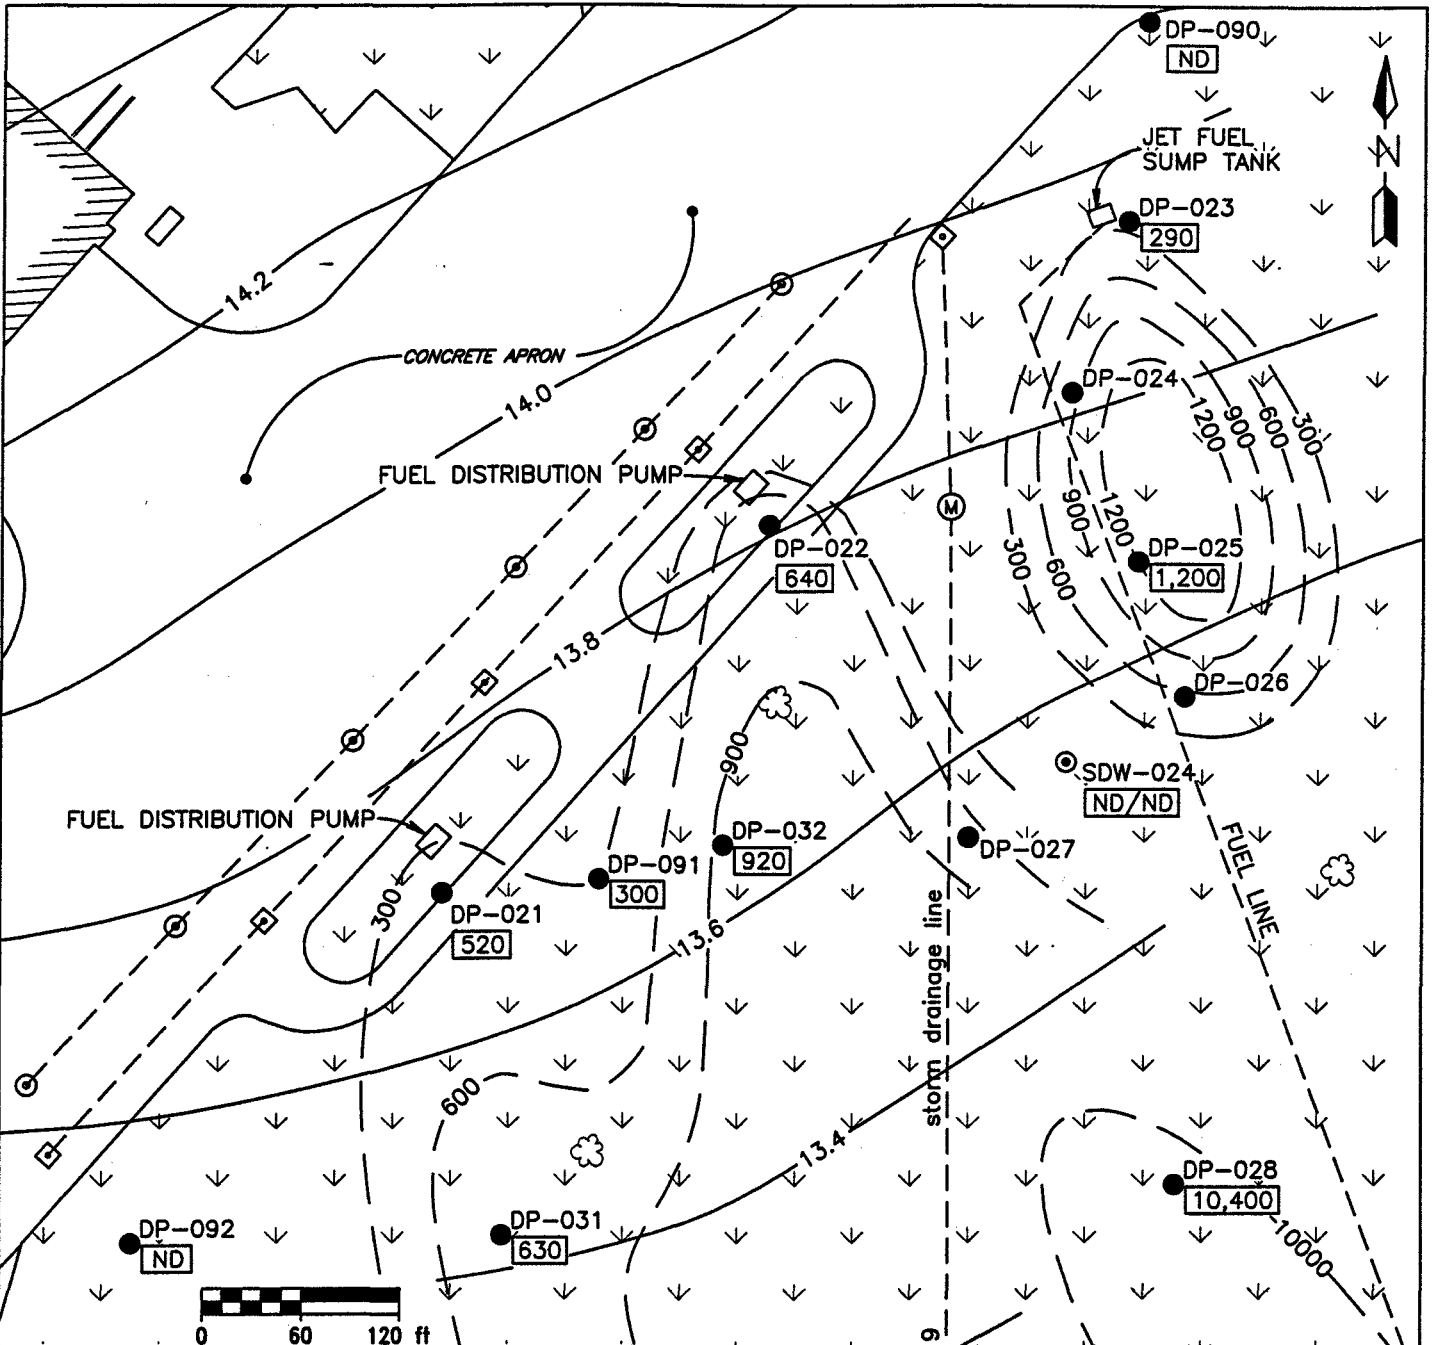 DP-090
ND
N
JET FUEL
SUMP TANK
DP-023
290
14.2
CONCRETE APRON
14.0
DP-024
1200
900
600
300
FUEL DISTRIBUTION PUMP
M
DP-022
640
900
1200
300
600
DP-025
1,200
13.8
DP-026
900
SDW-024
ND/ND
FUEL DISTRIBUTION PUMP
DP-032
920
DP-027
FUEL LINE
DP-091
300
300
DP-021
520
13.6
storm drainage line
600
13.4
DP-028
10,400
10000
DP-092
ND
DP-031
630
0 60 120 ft
9